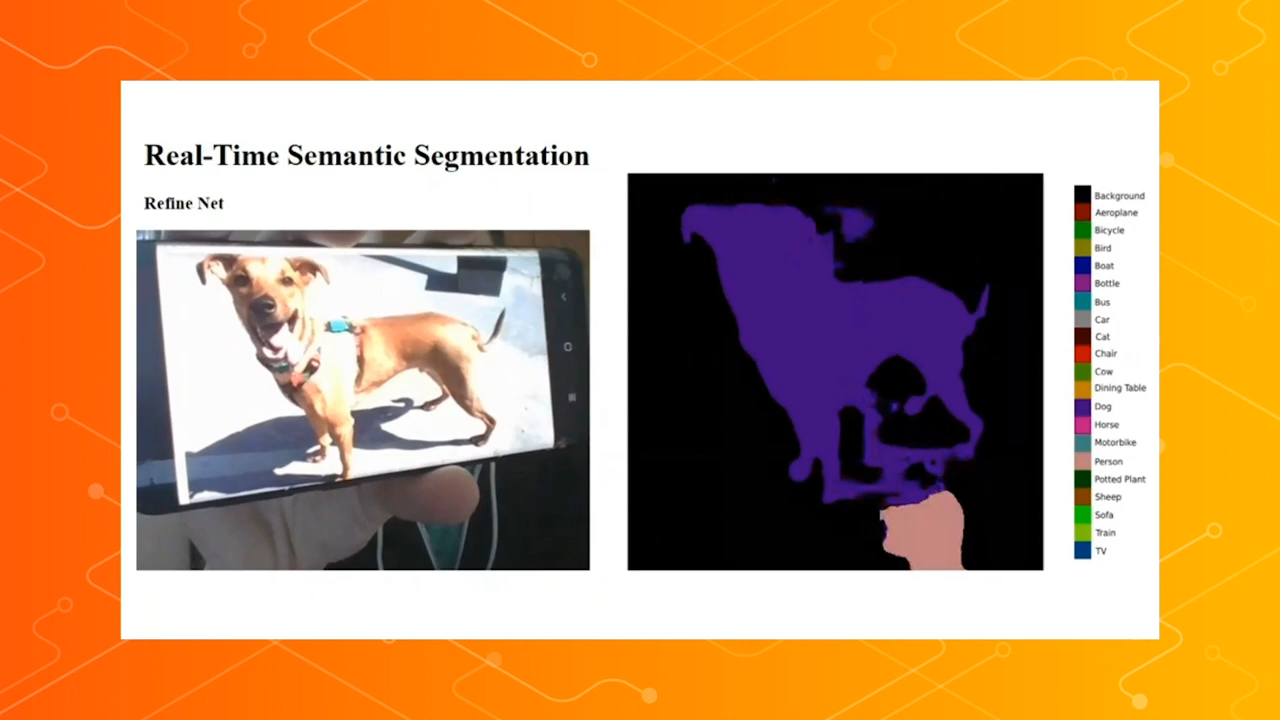 Real-Time Semantic Segmentation
Refine Net
Background
Aeroplane
Bicycle
Bird
Boat
Bottle
Bus
Car
Cat
Chair
Cow
Dining Table
Dog
Horse
Motorbike
Person
Potted Plant
Sheep
Sofa
Train
TV